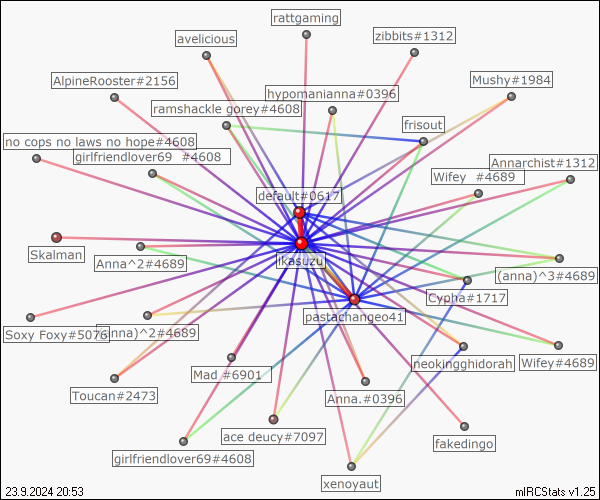 rattgaming
avelicious
zibbits#1312
AlpineRooster#2156
Mushy#1984
hypomanianna#0396
ramshackle gorey#4608
frisout
no cops no laws no hope#4608
girlfriendlover69 #4608
Annarchist#1312
Wifey #4689
default#0617
Skalman
Anna^2#4689
ikasuzu
(anna)^3#4689
Cypha#1717
pastachangeo41
Soxy Foxy#5076
(anna)^2#4689
neokingghidorah
Wifey#4689
Mad #6901
Toucan#2473
Anna.#0396
ace deucy#7097
fakedingo
girlfriendlover69#4608
xenoyaut
23.9.2024 20:53
mIRCStats v1.25